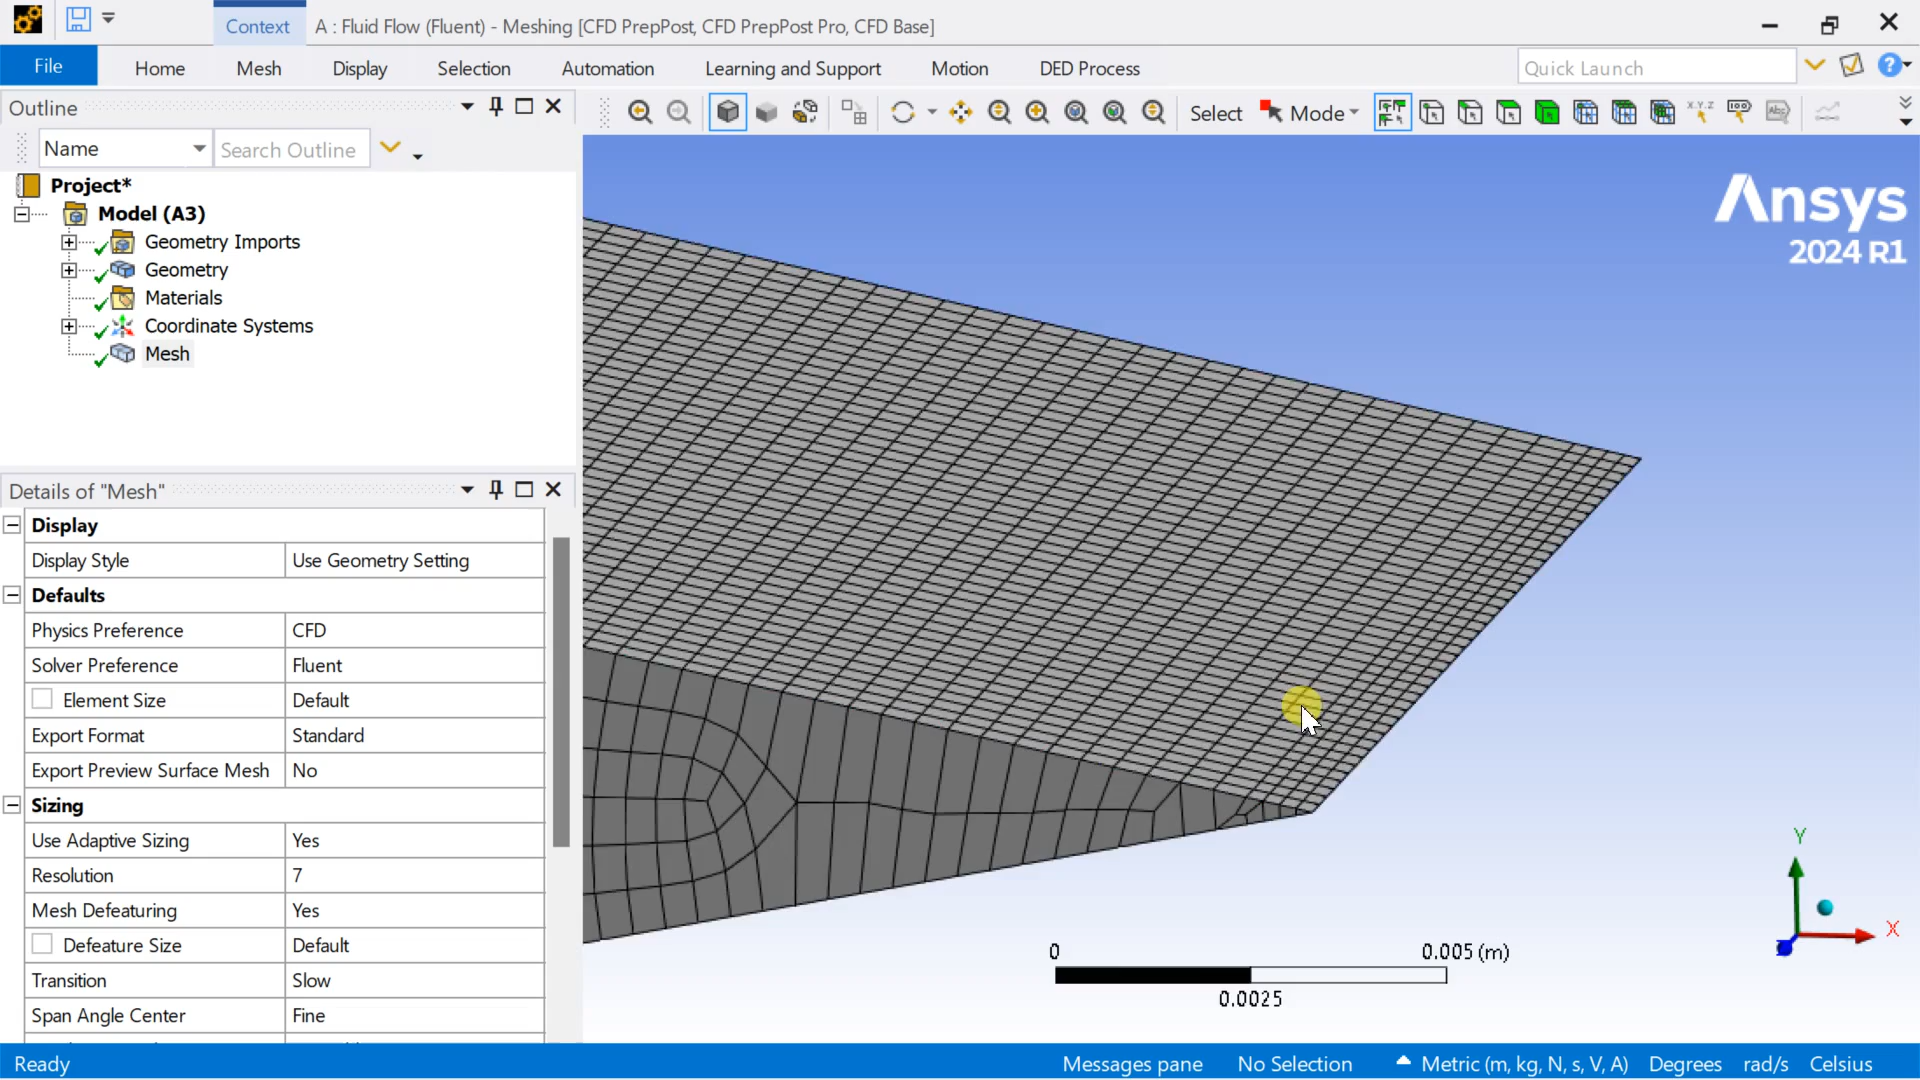 Context
A : Fluid Flow (Fluent) - Meshing [CFD PrepPost, CFD PrepPost Pro, CFD Base]
File
Home
Mesh
Display
Selection
Automation
Learning and Support
Motion
DED Process
Quick Launch
Outline
Select
Mode
Name
Search Outline
Project*
Model (A3)
Geometry Imports
Geometry
Materials
Coordinate Systems
Mesh
Ansys
2024 R1
Details of "Mesh"
Display
Display Style Use Geometry Setting
Defaults
Physics Preference CFD
Solver Preference Fluent
Element Size Default
Export Format Standard
Export Preview Surface Mesh No
Sizing
Use Adaptive Sizing Yes
Resolution 7
Mesh Defeaturing Yes
Defeature Size Default
Transition Slow
Span Angle Center Fine
0 0.005 (m)
0.0025
Y
X
Ready
Messages pane
No Selection
Metric (m, kg, N, s, V, A)
Degrees
rad/s
Celsius